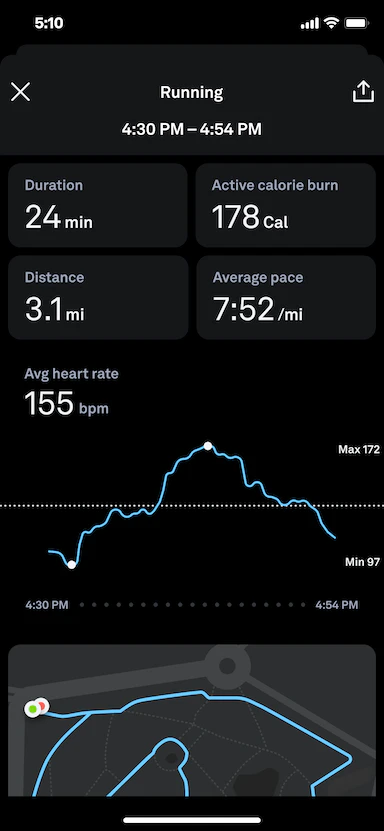 5:10
Running
4:30 PM – 4:54 PM
Duration
24 min
Active calorie burn
178 Cal
Distance
3.1 mi
Average pace
7:52 /mi
Avg heart rate
155 bpm
Max 172
Min 97
4:30 PM
4:54 PM